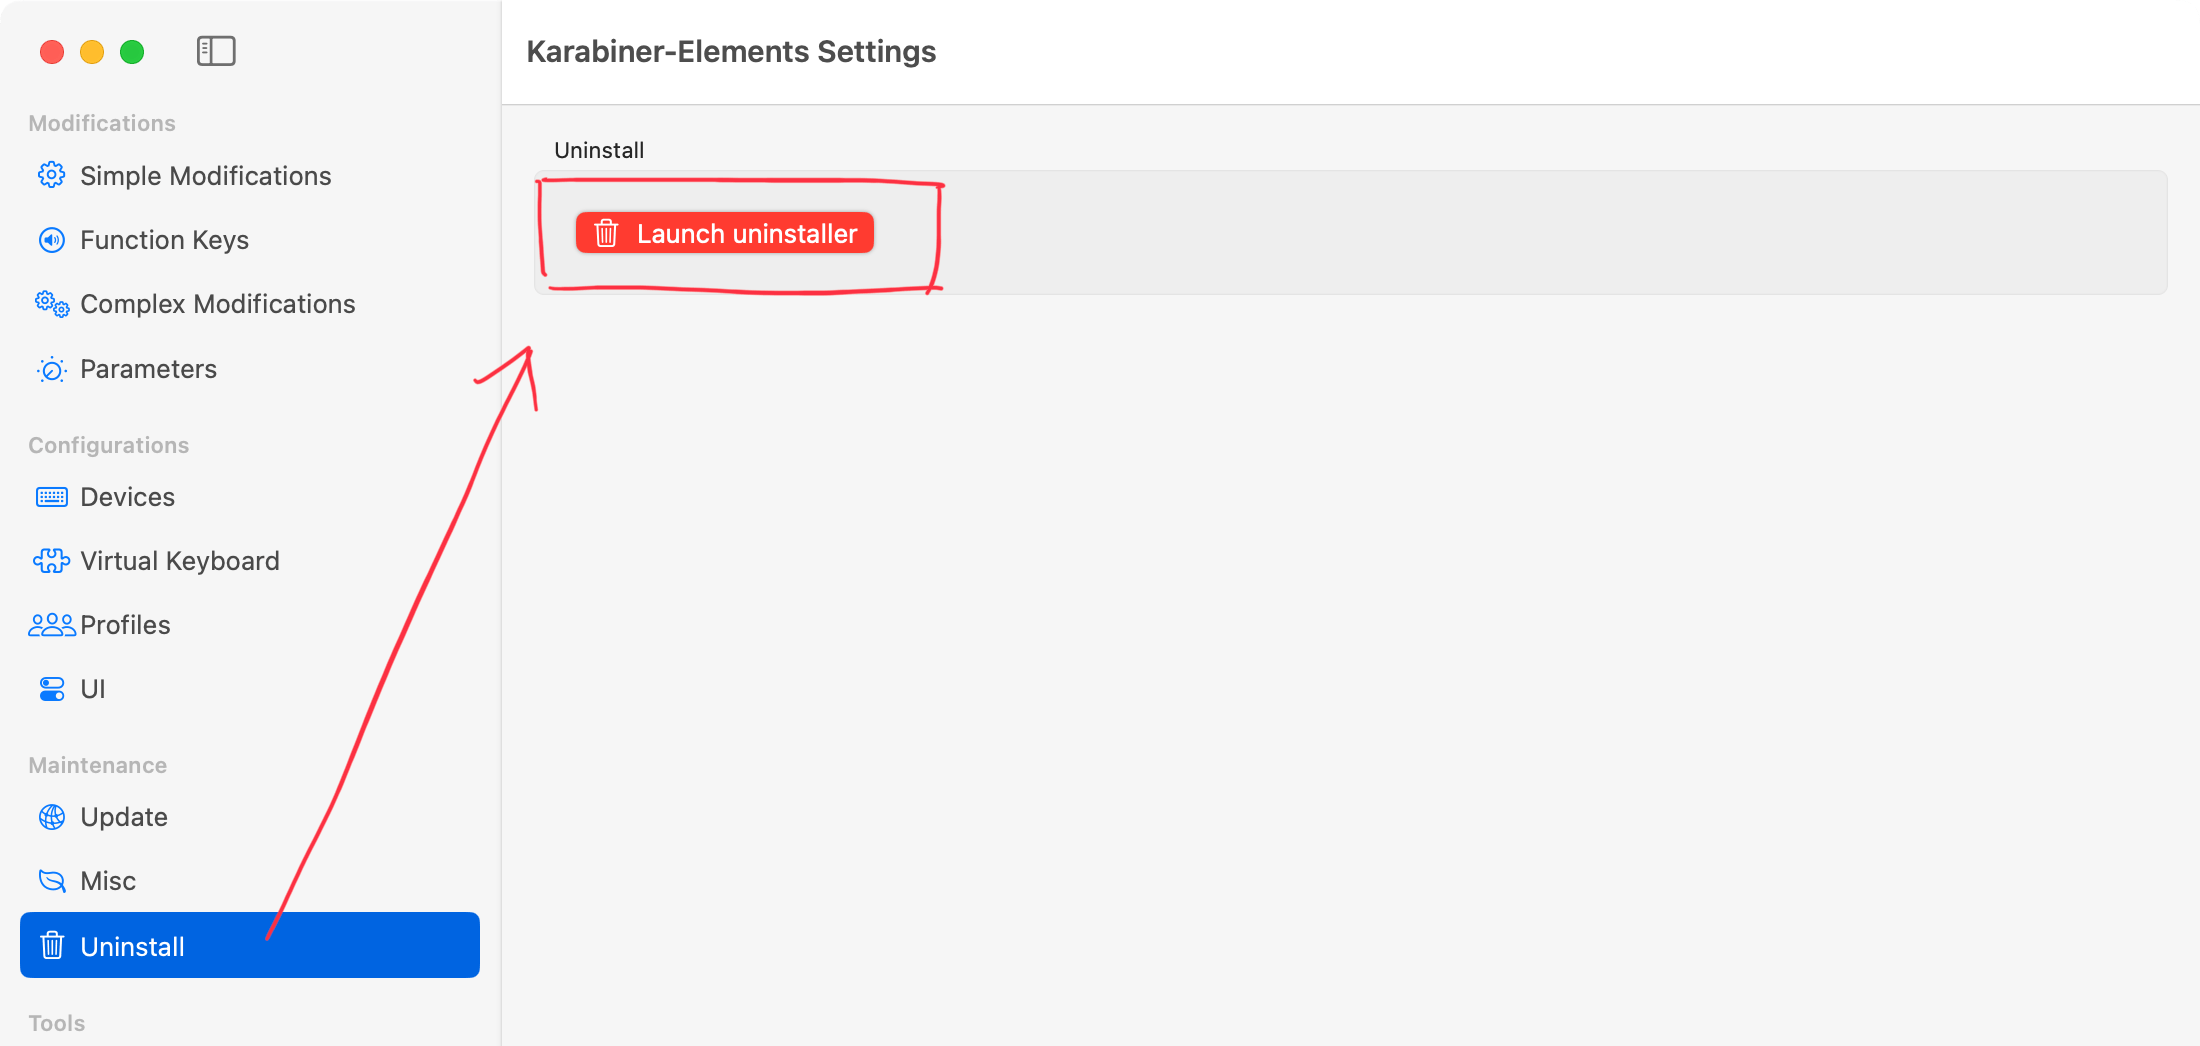 Karabiner-Elements Settings
Modifications
Simple Modifications
Function Keys
Complex Modifications
Parameters
Configurations
Devices
Virtual Keyboard
Profiles
UI
Maintenance
Update
Misc
Uninstall
Tools
Uninstall
Launch uninstaller